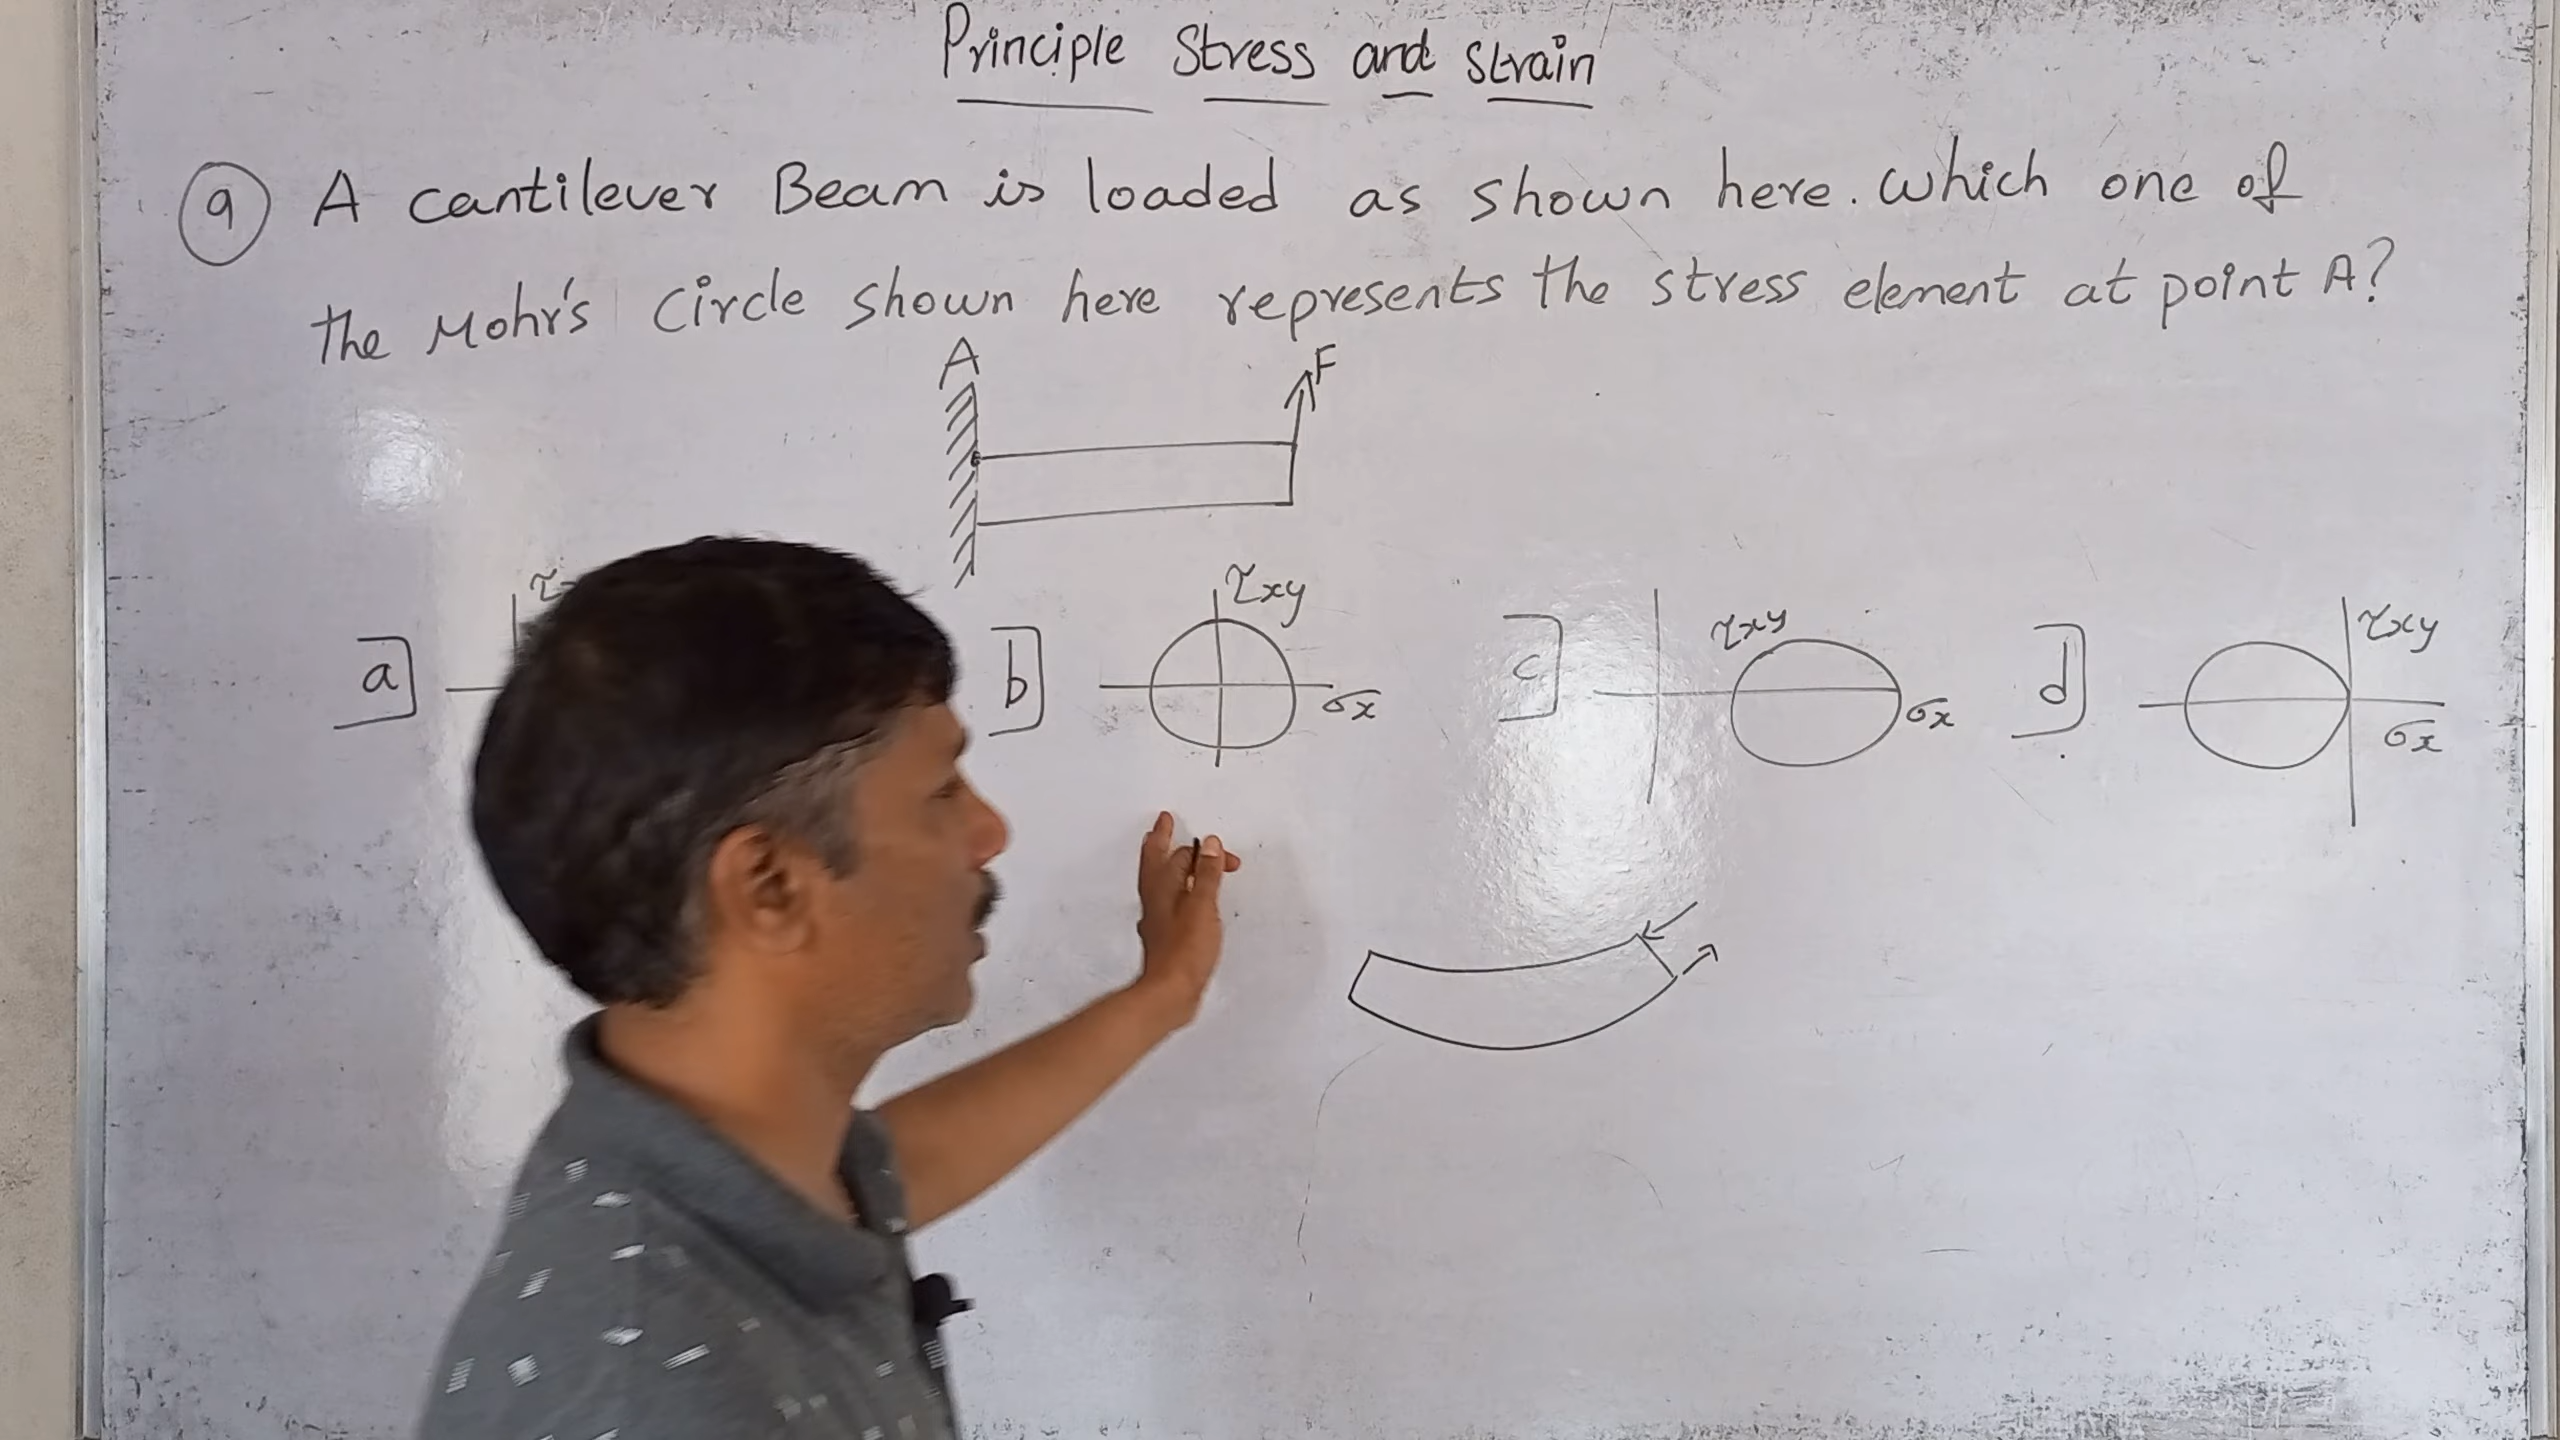 Principle Stress and Strain
9 A cantilever Beam is loaded as shown here. which one of
the Mohr's Circle shown here represents the stress element at point A?
A
F
a]
b] τxy
σx
c] τxy
σx
d] τxy
σx